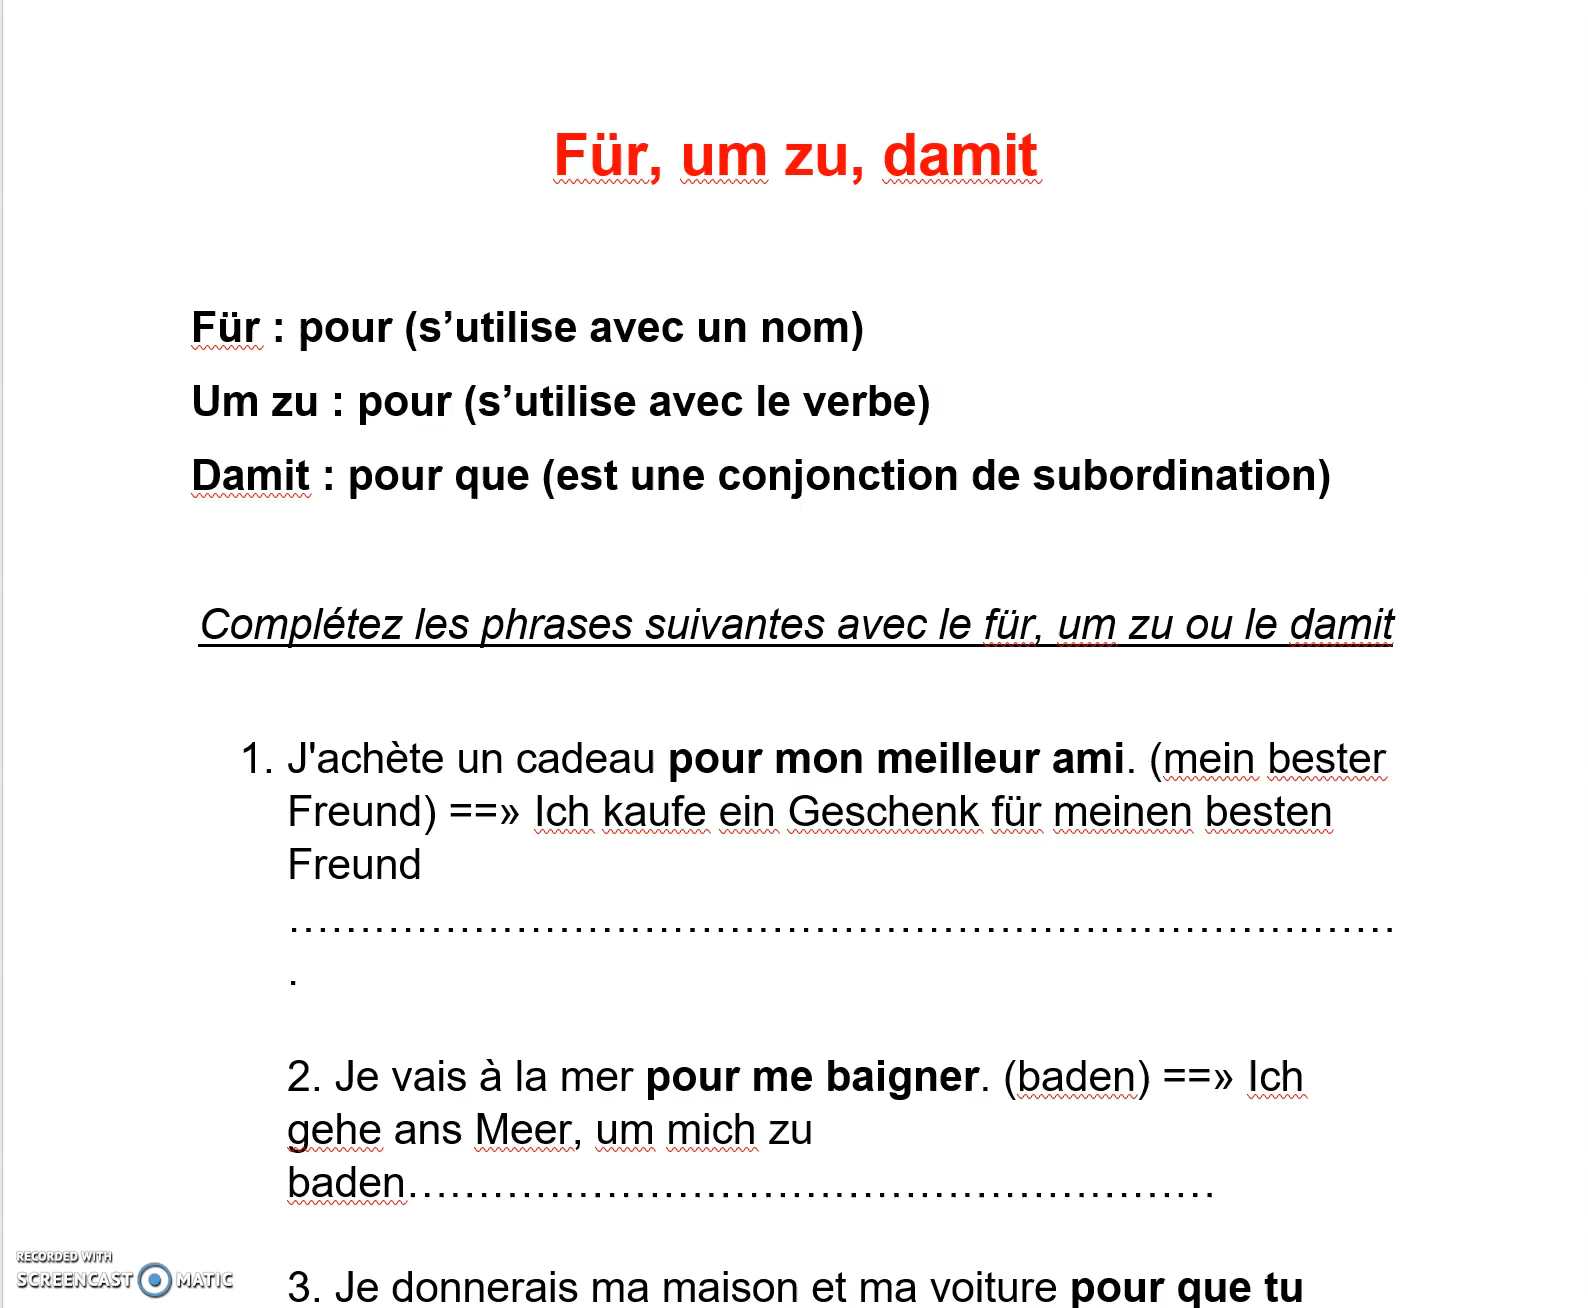 Für, um zu, damit
Für : pour (s’utilise avec un nom)
Um zu : pour (s’utilise avec le verbe)
Damit : pour que (est une conjonction de subordination)
Complétez les phrases suivantes avec le für, um zu ou le damit
1. J'achète un cadeau pour mon meilleur ami. (mein bester
Freund) ==» Ich kaufe ein Geschenk für meinen besten
Freund
…………………………………………………………………………
.
2. Je vais à la mer pour me baigner. (baden) ==» Ich
gehe ans Meer, um mich zu
baden……………………………………………………
3. Je donnerais ma maison et ma voiture pour que tu
RECORDED WITH
SCREENCAST MATIC